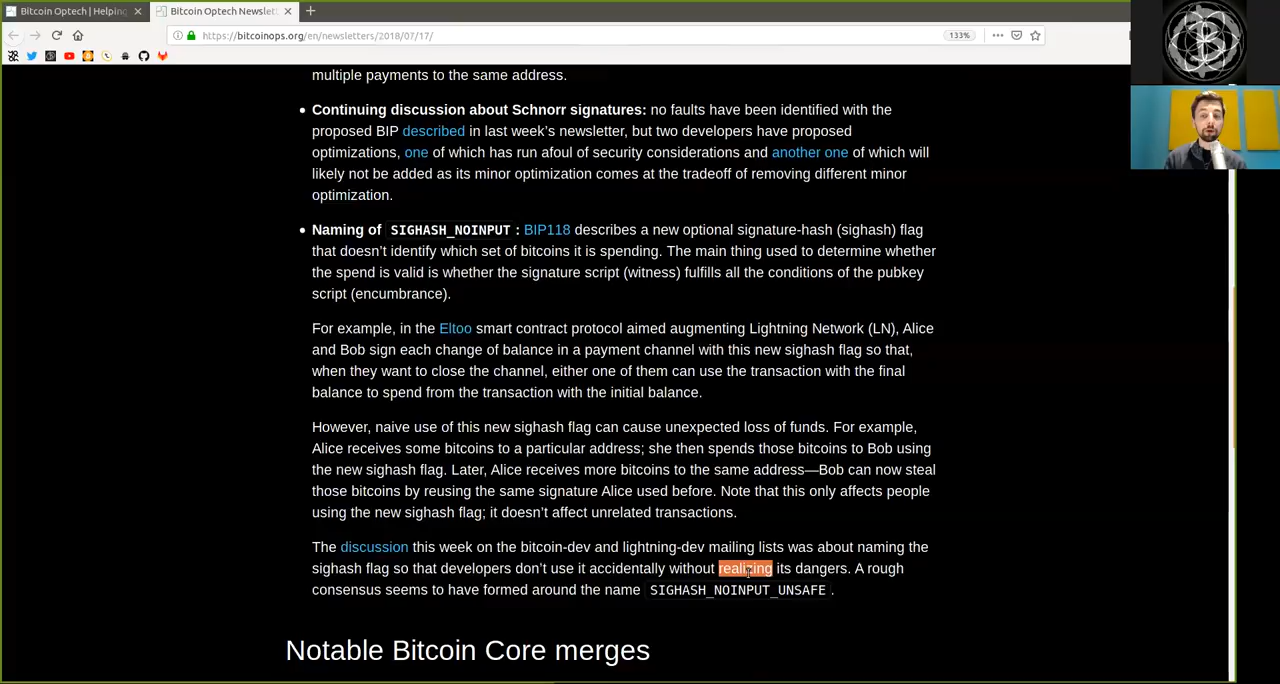 Bitcoin Optech | Helping
Bitcoin Optech Newslett
https://bitcoinops.org/en/newsletters/2018/07/17/
133%
multiple payments to the same address.
• Continuing discussion about Schnorr signatures: no faults have been identified with the
proposed BIP described in last week’s newsletter, but two developers have proposed
optimizations, one of which has run afoul of security considerations and another one of which will
likely not be added as its minor optimization comes at the tradeoff of removing different minor
optimization.
• Naming of SIGHASH_NOINPUT : BIP118 describes a new optional signature-hash (sighash) flag
that doesn’t identify which set of bitcoins it is spending. The main thing used to determine whether
the spend is valid is whether the signature script (witness) fulfills all the conditions of the pubkey
script (encumbrance).
For example, in the Eltoo smart contract protocol aimed augmenting Lightning Network (LN), Alice
and Bob sign each change of balance in a payment channel with this new sighash flag so that,
when they want to close the channel, either one of them can use the transaction with the final
balance to spend from the transaction with the initial balance.
However, naive use of this new sighash flag can cause unexpected loss of funds. For example,
Alice receives some bitcoins to a particular address; she then spends those bitcoins to Bob using
the new sighash flag. Later, Alice receives more bitcoins to the same address—Bob can now steal
those bitcoins by reusing the same signature Alice used before. Note that this only affects people
using the new sighash flag; it doesn’t affect unrelated transactions.
The discussion this week on the bitcoin-dev and lightning-dev mailing lists was about naming the
sighash flag so that developers don’t use it accidentally without realizing its dangers. A rough
consensus seems to have formed around the name SIGHASH_NOINPUT_UNSAFE .
Notable Bitcoin Core merges